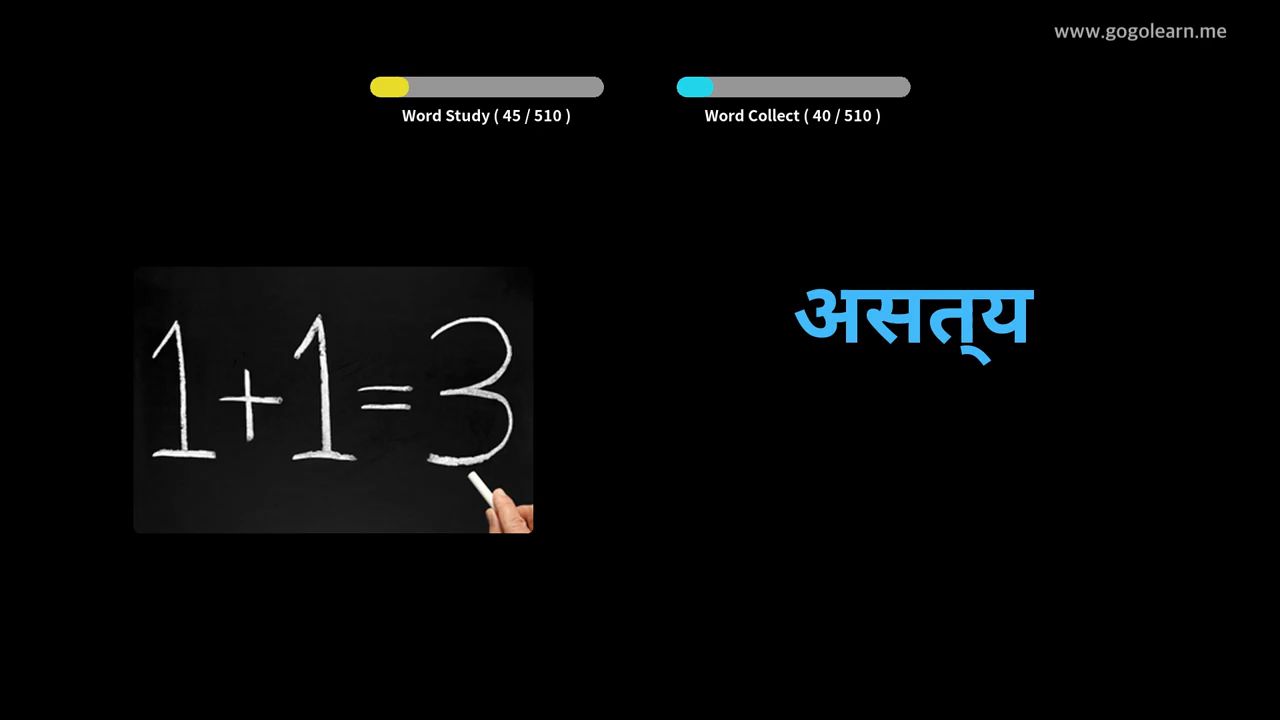 www.gogolearn.me
Word Study ( 45 / 510 )
Word Collect ( 40 / 510 )
1+1=3
असत्‌य